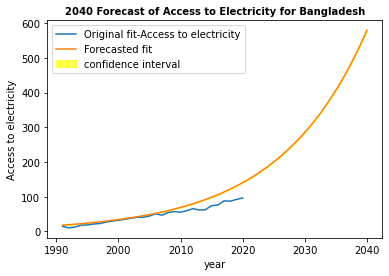 2040 Forecast of Access to Electricity for Bangladesh
Original fit-Access to electricity
Forecasted fit
confidence interval
Access to electricity
600
500
400
300
200
100
0
1990
2000
2010
2020
2030
2040
year